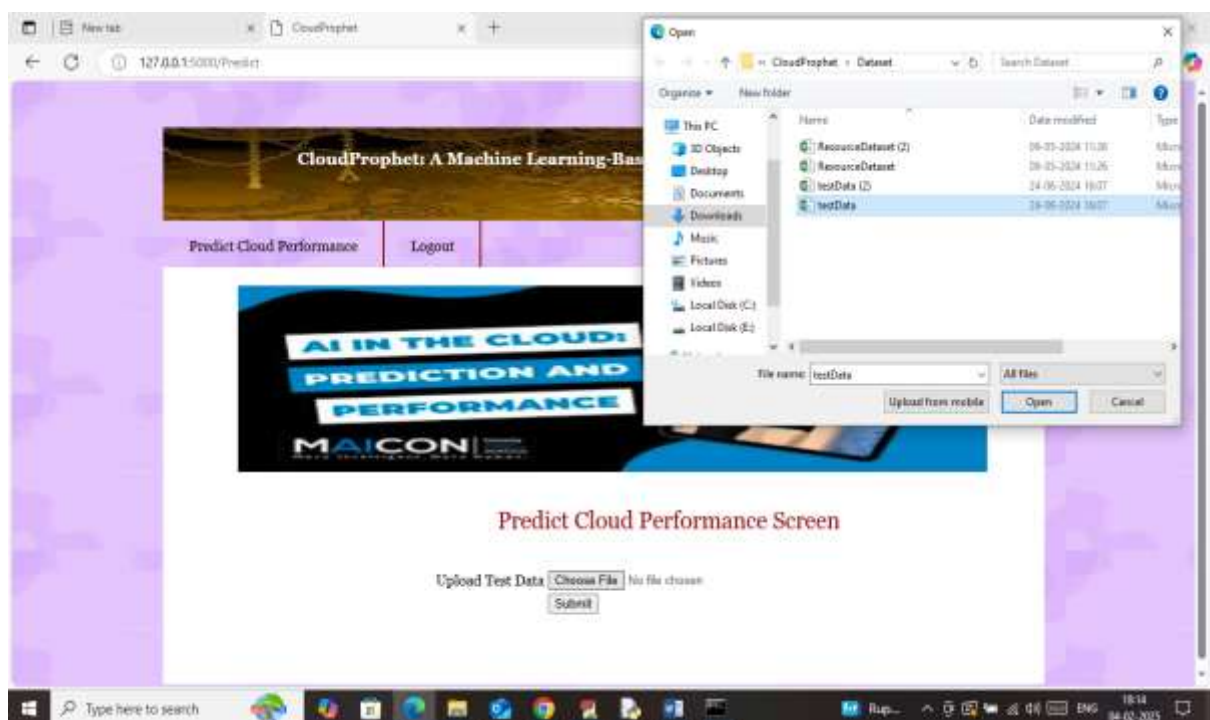 New tab
CloudProphet
127.0.0.1:5000/Predict
Open
CloudProphet › Dataset
Search Dataset
Organize
New folder
Name
Date modified
Type
This PC
3D Objects
Desktop
Documents
Downloads
Music
Pictures
Videos
Local Disk (C:)
Local Disk (E:)
ResourceDataset (2)
ResourceDataset
testData (2)
testData
File name:
testData
All files
Upload from mobile
Open
Cancel
CloudProphet: A Machine Learning-Bas
Predict Cloud Performance
Logout
AI IN THE CLOUD:
PREDICTION AND
PERFORMANCE
MAICON
Predict Cloud Performance Screen
Upload Test Data Choose File No file chosen
Submit
Type here to search
Rup...
ENG
18:14
04-02-2025